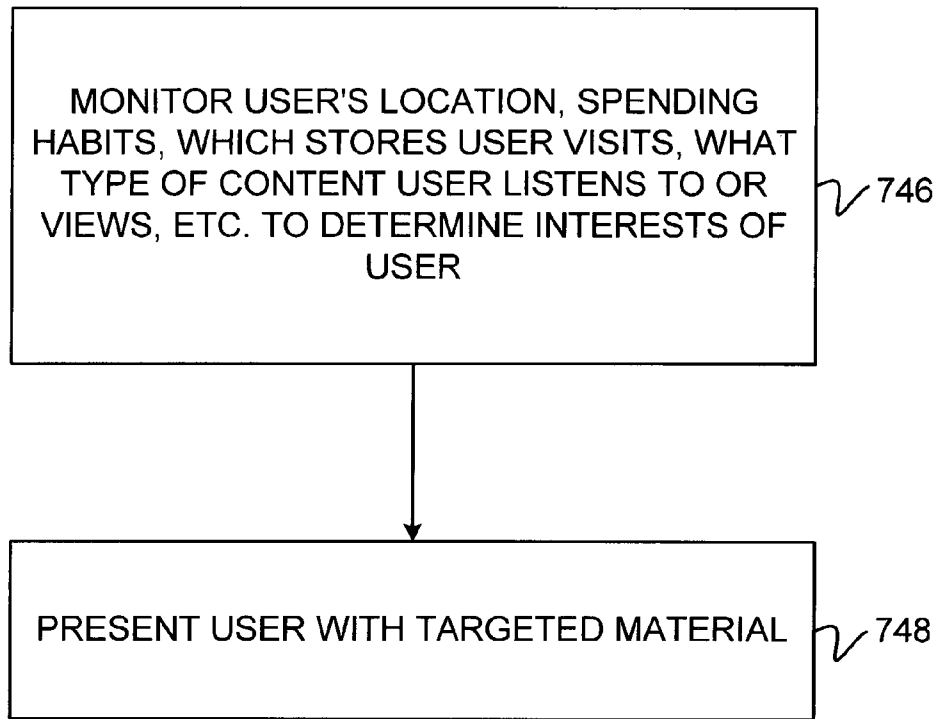 MONITOR USER'S LOCATION, SPENDING
HABITS, WHICH STORES USER VISITS, WHAT
TYPE OF CONTENT USER LISTENS TO OR
VIEWS, ETC. TO DETERMINE INTERESTS OF
USER
746
PRESENT USER WITH TARGETED MATERIAL
748